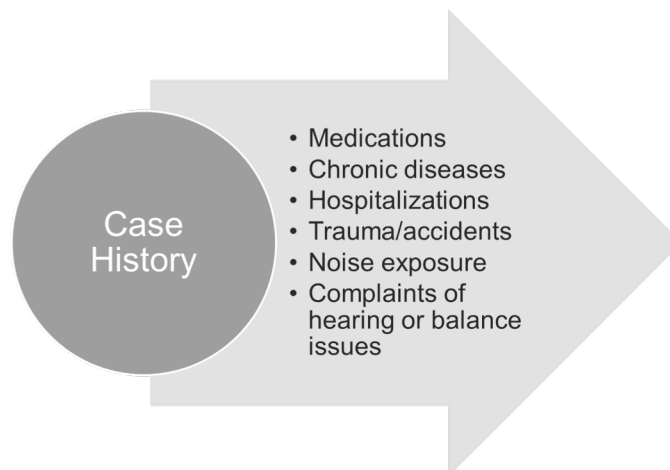 Case
History
• Medications
• Chronic diseases
• Hospitalizations
• Trauma/accidents
• Noise exposure
• Complaints of
hearing or balance
issues